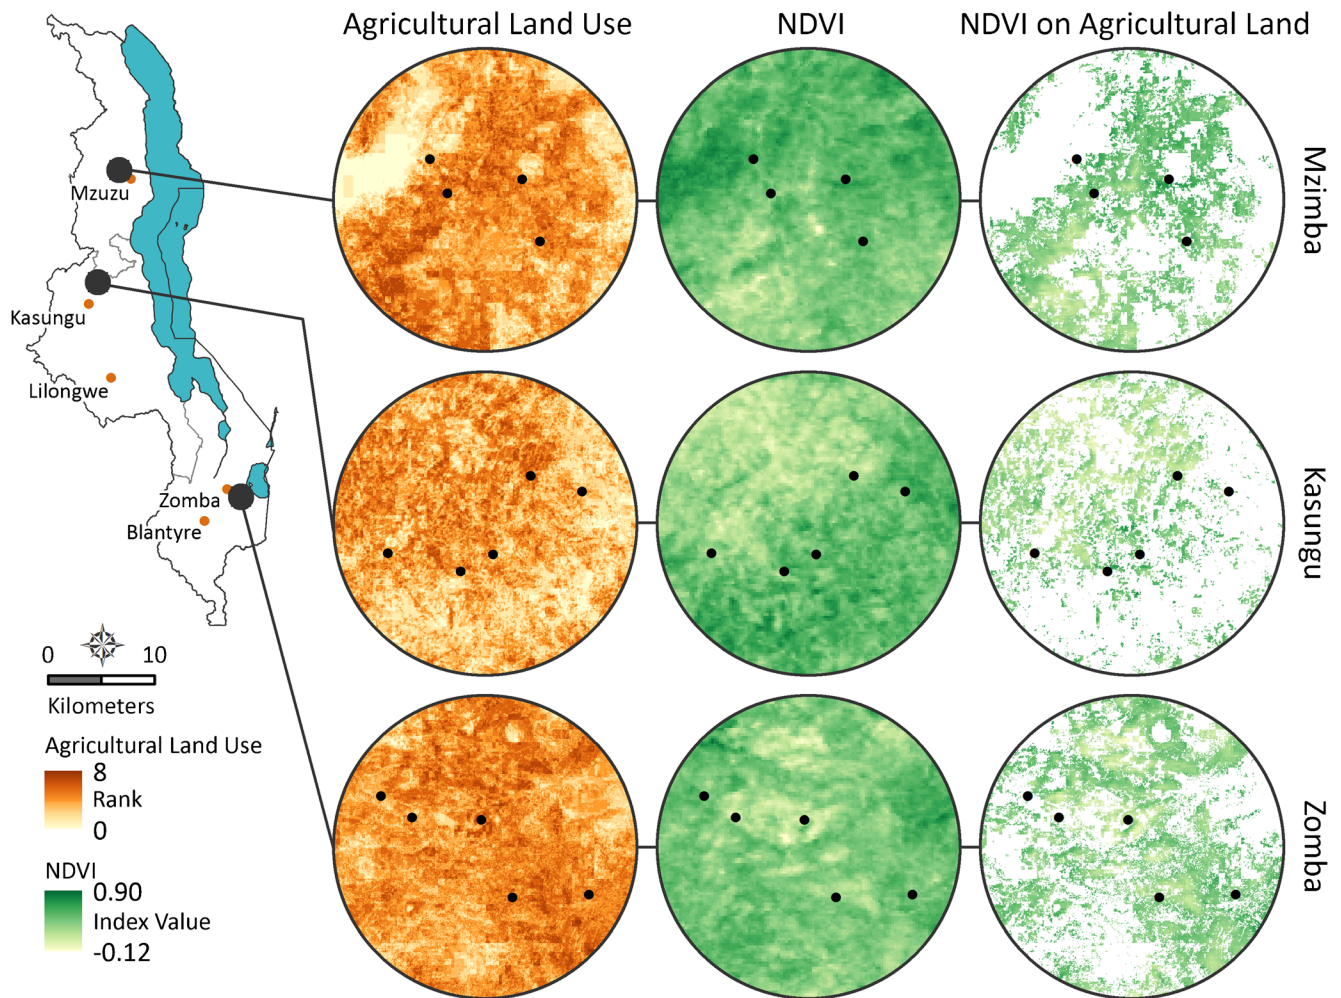 Agricultural Land Use
NDVI
NDVI on Agricultural Land
Mzuzu
Kasungu
Lilongwe
Zomba
Blantyre
0 10
Kilometers
Agricultural Land Use
8
Rank
0
NDVI
0.90
Index Value
-0.12
Mzimba
Kasungu
Zomba